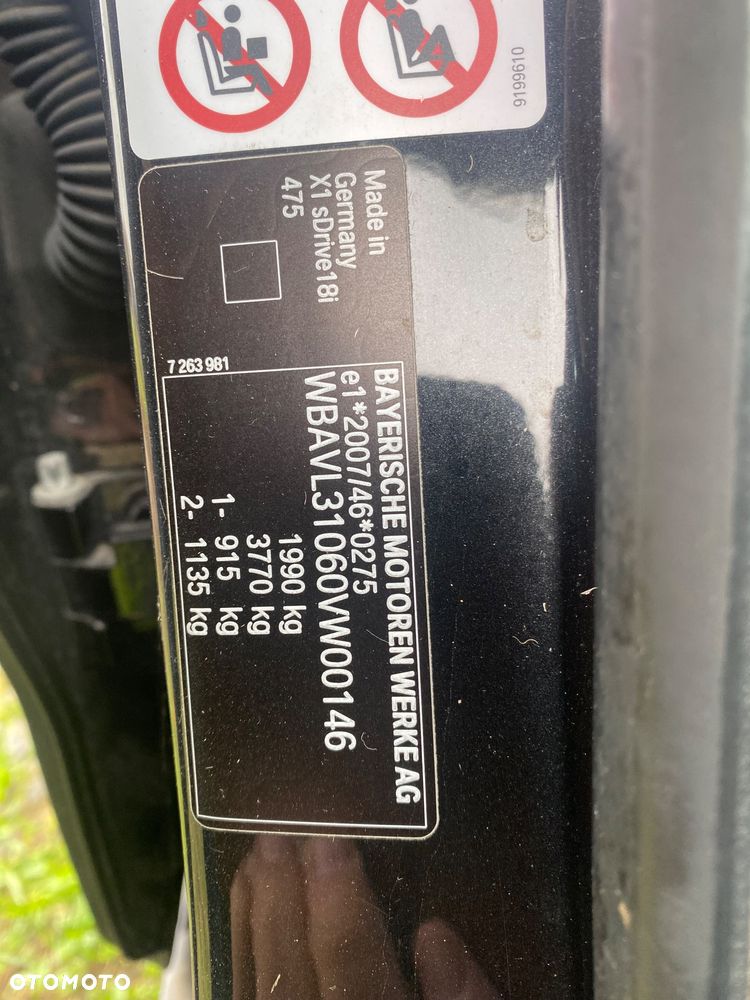 9199610
Made in
Germany
X1 sDrive18i
475
7 263 981
BAYERISCHE MOTOREN WERKE AG
e1*2007/46*0275
WBAVL31060VW00146
1990 kg
3770 kg
1- 915 kg
2- 1135 kg
OTOMOTO